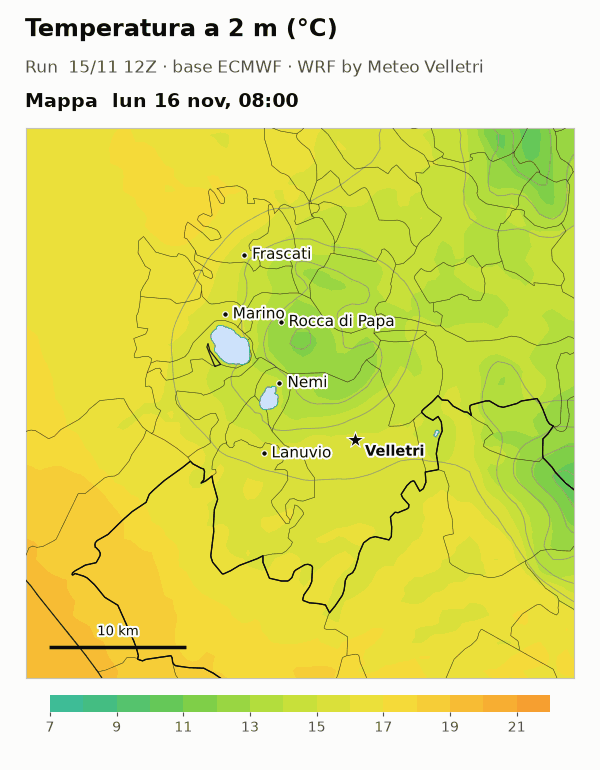 Temperatura a 2 m (°C)
Run  15/11 12Z · base ECMWF · WRF by Meteo Velletri
Mappa  lun 16 nov, 08:00
Frascati
Marino
Rocca di Papa
Nemi
Velletri
Lanuvio
10 km
7 9 11 13 15 17 19 21